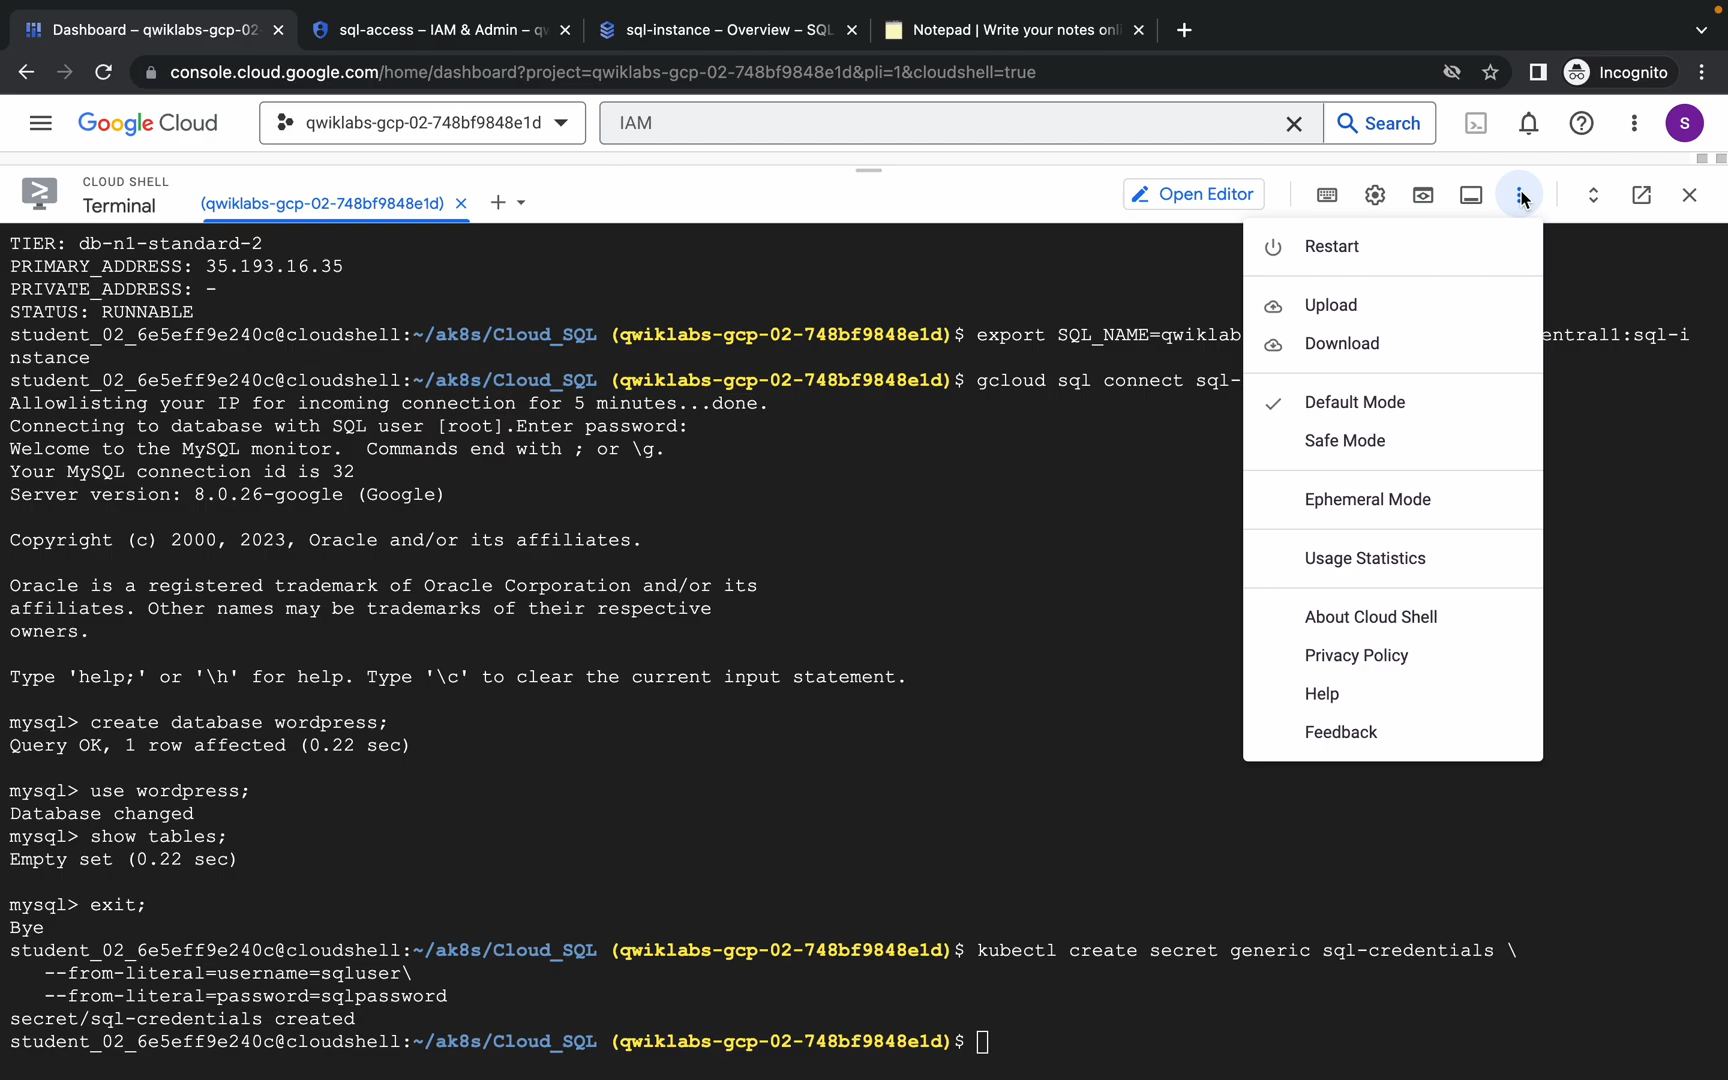 Dashboard – qwiklabs-gcp-02
sql-access – IAM & Admin – qw
sql-instance – Overview – SQL
Notepad | Write your notes onl
console.cloud.google.com/home/dashboard?project=qwiklabs-gcp-02-748bf9848e1d&pli=1&cloudshell=true
Incognito
Google Cloud
qwiklabs-gcp-02-748bf9848e1d
IAM
Search
S
CLOUD SHELL
Terminal
(qwiklabs-gcp-02-748bf9848e1d)
Open Editor
TIER: db-n1-standard-2
PRIMARY_ADDRESS: 35.193.16.35
PRIVATE_ADDRESS: -
STATUS: RUNNABLE
student_02_6e5eff9e240c@cloudshell:~/ak8s/Cloud_SQL (qwiklabs-gcp-02-748bf9848e1d)$ export SQL_NAME=qwiklab entral1:sql-i
nstance
student_02_6e5eff9e240c@cloudshell:~/ak8s/Cloud_SQL (qwiklabs-gcp-02-748bf9848e1d)$ gcloud sql connect sql-
Allowlisting your IP for incoming connection for 5 minutes...done.
Connecting to database with SQL user [root].Enter password:
Welcome to the MySQL monitor.  Commands end with ; or \g.
Your MySQL connection id is 32
Server version: 8.0.26-google (Google)
Copyright (c) 2000, 2023, Oracle and/or its affiliates.
Oracle is a registered trademark of Oracle Corporation and/or its
affiliates. Other names may be trademarks of their respective
owners.
Type 'help;' or '\h' for help. Type '\c' to clear the current input statement.
mysql> create database wordpress;
Query OK, 1 row affected (0.22 sec)
mysql> use wordpress;
Database changed
mysql> show tables;
Empty set (0.22 sec)
mysql> exit;
Bye
student_02_6e5eff9e240c@cloudshell:~/ak8s/Cloud_SQL (qwiklabs-gcp-02-748bf9848e1d)$ kubectl create secret generic sql-credentials \
--from-literal=username=sqluser\
--from-literal=password=sqlpassword
secret/sql-credentials created
student_02_6e5eff9e240c@cloudshell:~/ak8s/Cloud_SQL (qwiklabs-gcp-02-748bf9848e1d)$
Restart
Upload
Download
Default Mode
Safe Mode
Ephemeral Mode
Usage Statistics
About Cloud Shell
Privacy Policy
Help
Feedback